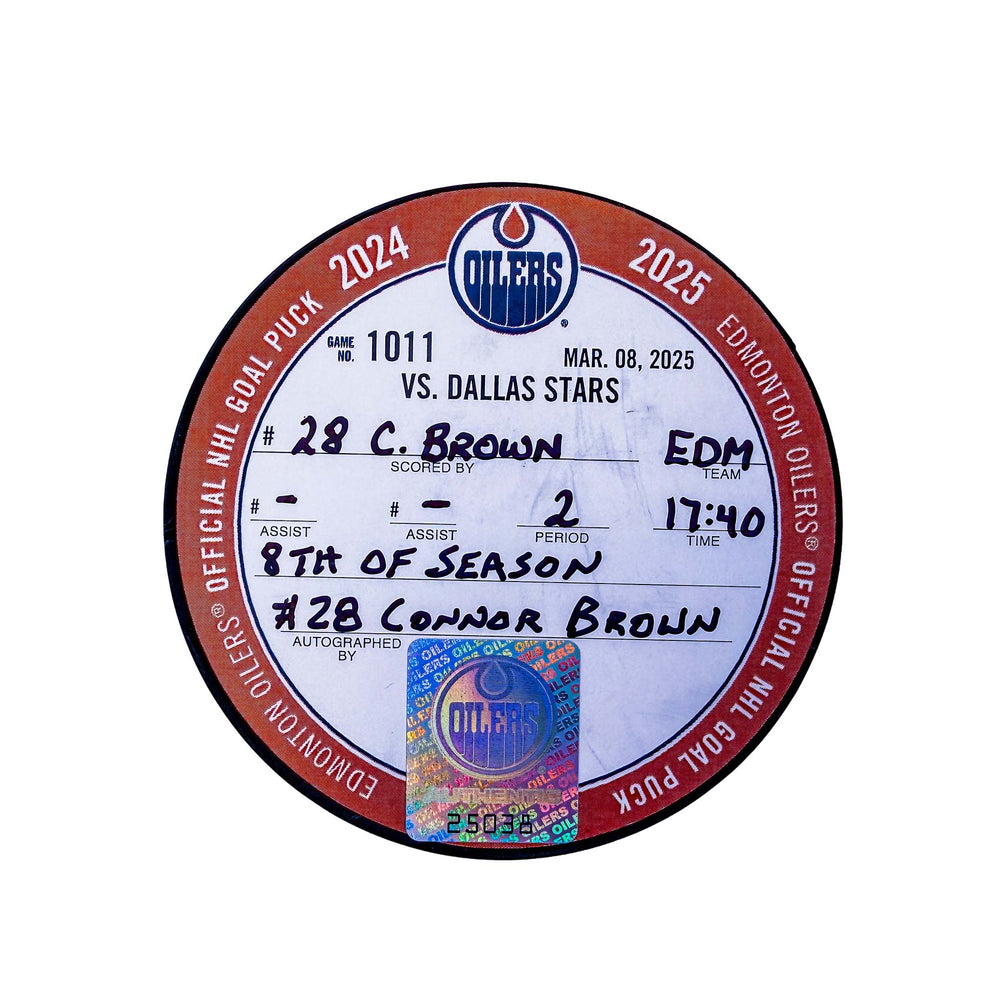 2024
2025
OILERS®
EDMONTON OILERS® OFFICIAL NHL GOAL PUCK
EDMONTON OILERS® OFFICIAL NHL GOAL PUCK
GAME NO. 1011
MAR. 08, 2025
VS. DALLAS STARS
# 28 C. BROWN EDM
SCORED BY TEAM
# - # - 2 17:40
ASSIST ASSIST PERIOD TIME
8TH OF SEASON
#28 CONNOR BROWN
AUTOGRAPHED BY
OILERS
AUTHENTIC